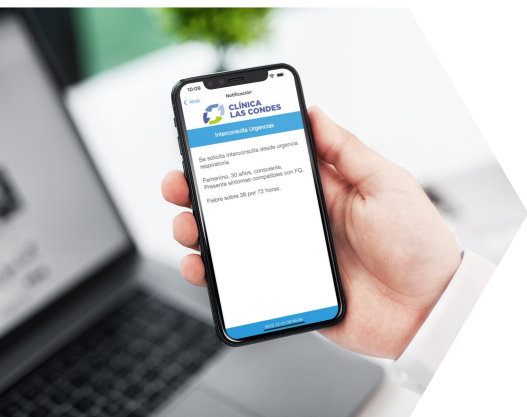 10:09
Notificación
Atrás
CLÍNICA
LAS CONDES
Interconsulta Urgencias
Se solicita interconsulta desde urgencia
respiratoria.
Femenino, 30 años, consciente.
Presenta síntomas compatibles con FQ.
Fiebre sobre 39 por 72 horas.